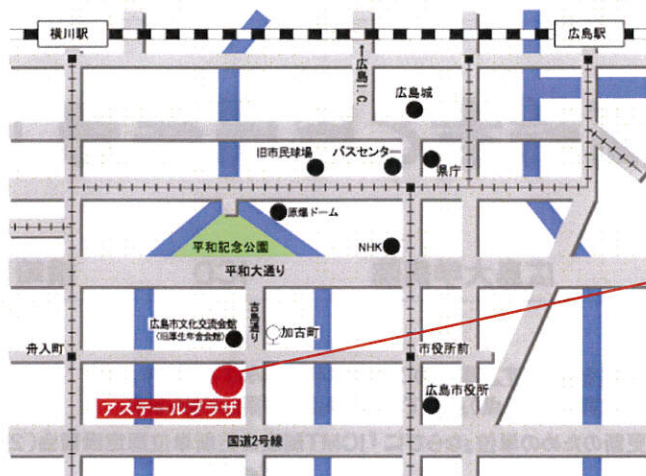 横川駅
広島駅
←広島I.C.
広島城
旧市民球場
バスセンター
県庁
原爆ドーム
平和記念公園
NHK
平和大通り
吉島通り
広島市文化交流会館
(旧厚生年金会館)
加古町
舟入町
市役所前
アステールプラザ
広島市役所
国道2号線